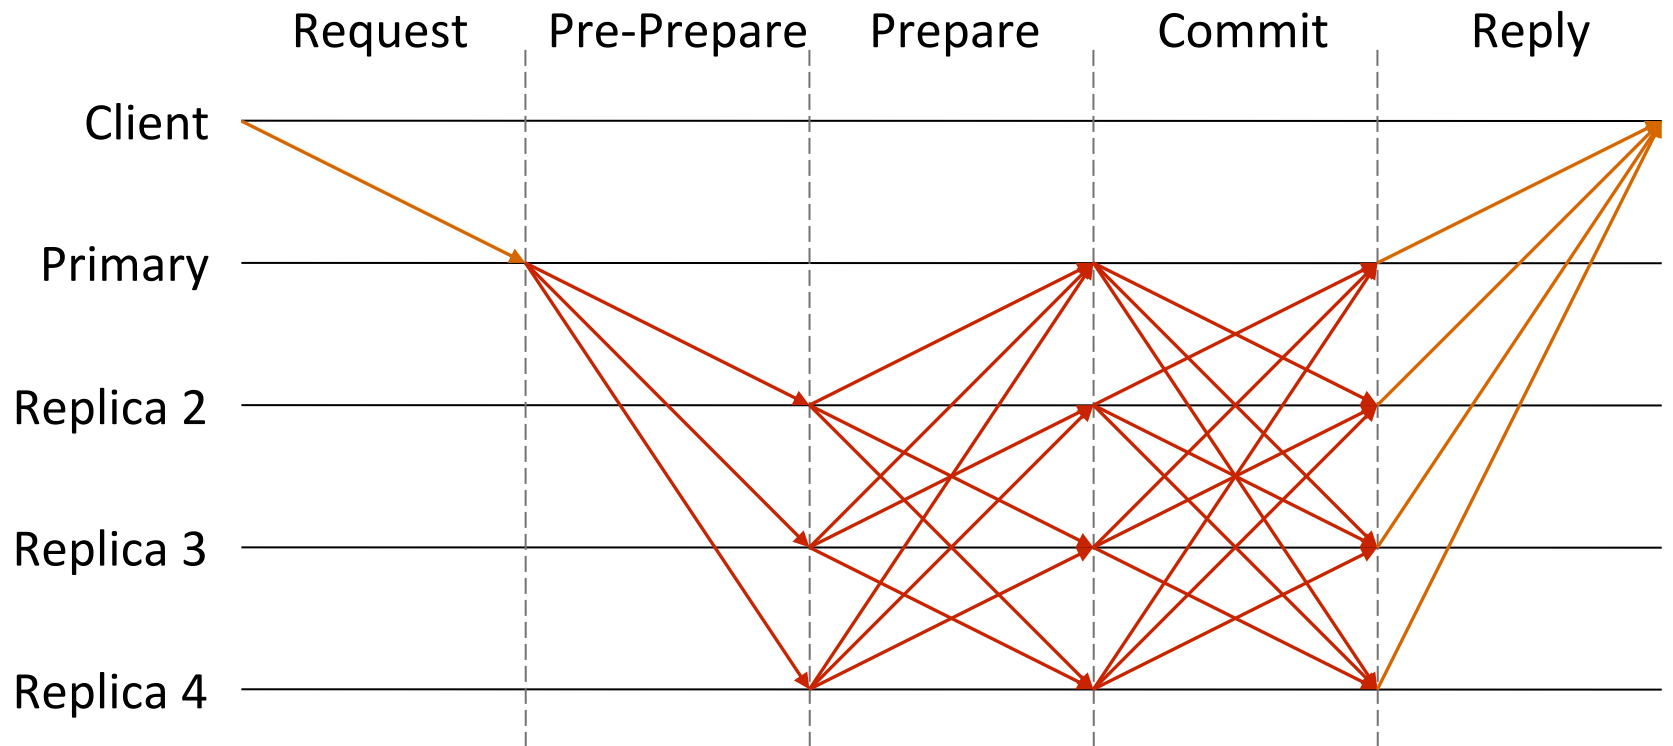 Request Pre-Prepare Prepare Commit Reply
Client
Primary
Replica 2
Replica 3
Replica 4